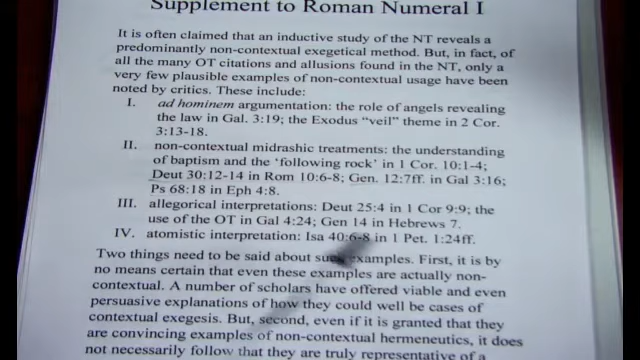 Supplement to Roman Numeral I
It is often claimed that an inductive study of the NT reveals a
predominantly non-contextual exegetical method. But, in fact, of
all the many OT citations and allusions found in the NT, only a
very few plausible examples of non-contextual usage have been
noted by critics. These include:
I. ad hominem argumentation: the role of angels revealing
the law in Gal. 3:19; the Exodus "veil" theme in 2 Cor.
3:13-18.
II. non-contextual midrashic treatments: the understanding
of baptism and the 'following rock' in 1 Cor. 10:1-4;
Deut 30:12-14 in Rom 10:6-8; Gen. 12:7ff. in Gal 3:16;
Ps 68:18 in Eph 4:8.
III. allegorical interpretations: Deut 25:4 in 1 Cor 9:9; the
use of the OT in Gal 4:24; Gen 14 in Hebrews 7.
IV. atomistic interpretation: Isa 40:6-8 in 1 Pet. 1:24ff.
Two things need to be said about such examples. First, it is by
no means certain that even these examples are actually non-
contextual. A number of scholars have offered viable and even
persuasive explanations of how they could well be cases of
contextual exegesis. But, second, even if it is granted that they
are convincing examples of non-contextual hermeneutics, it does
not necessarily follow that they are truly representative of a